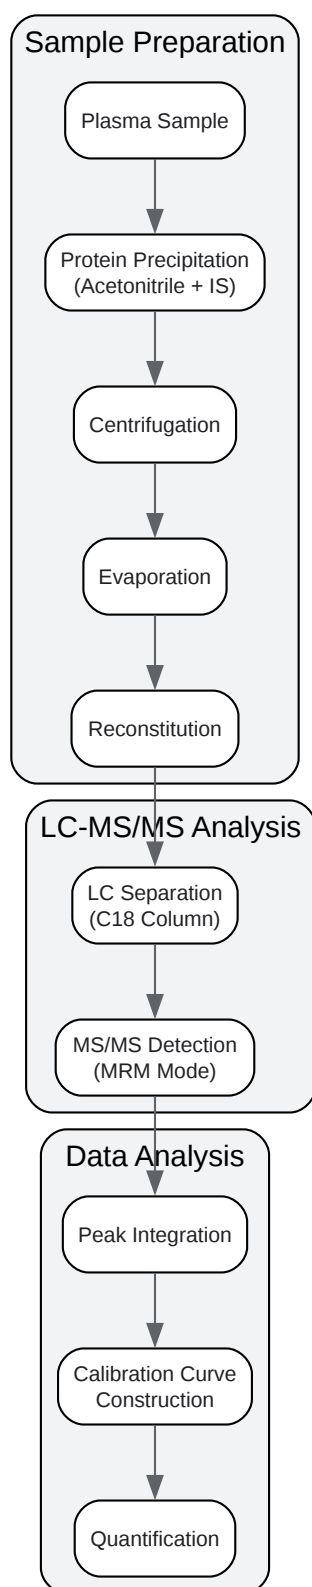 Sample Preparation
Plasma Sample
Protein Precipitation
(Acetonitrile + IS)
Centrifugation
Evaporation
Reconstitution
LC-MS/MS Analysis
LC Separation
(C18 Column)
MS/MS Detection
(MRM Mode)
Data Analysis
Peak Integration
Calibration Curve
Construction
Quantification